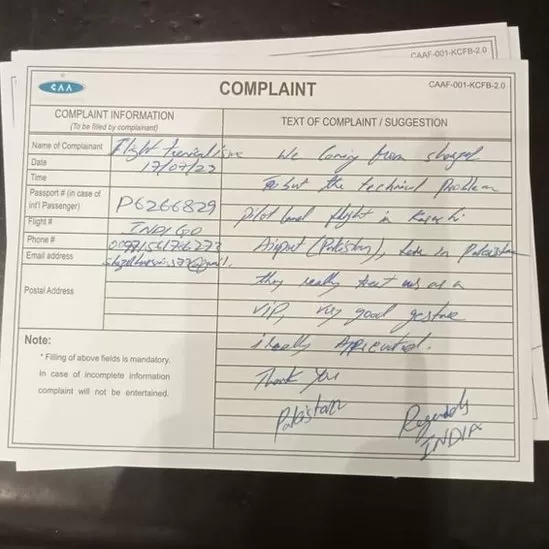 CAAF-001-KCFB-2.0
CAA
COMPLAINT
CAAF-001-KCFB-2.0
COMPLAINT INFORMATION
(To be filled by complainant)
TEXT OF COMPLAINT / SUGGESTION
Name of Complainant
Flight
Date
17/07/22
Time
Passport # (in case of
int'l Passenger)
P6266829
Flight #
INDIGO
Phone #
Email address
Postal Address
Note:
* Filling of above fields is mandatory.
In case of incomplete information
complaint will not be entertained.
We coming from
but the technical Problem
pilot land flight in Karachi
Airport (Pakistan), here in Pakistan
they really treat us as a
VIP, very good gesture
really
Thank You
Pakistan
Regards
INDIA